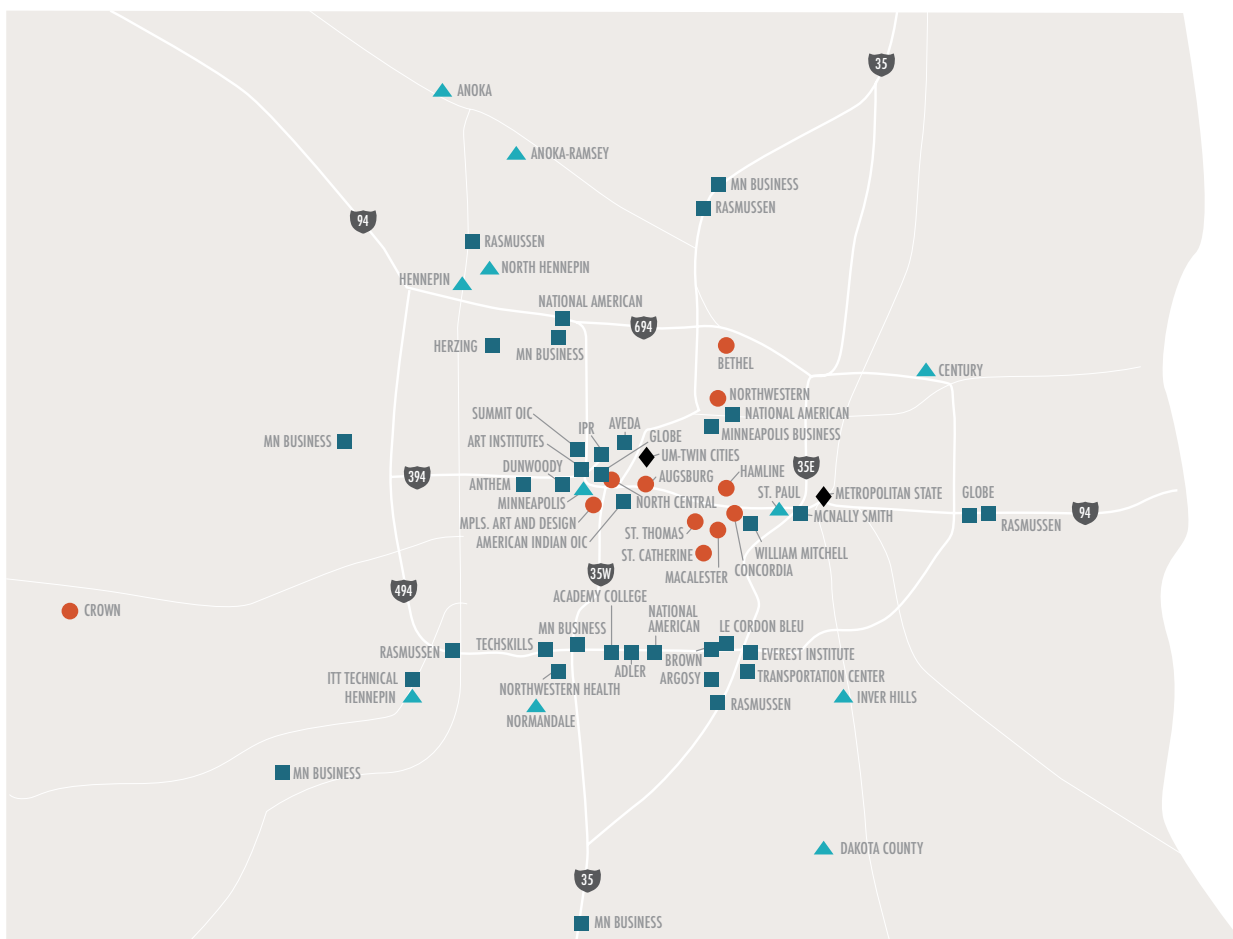 35
ANOKA
ANOKA-RAMSEY
MN BUSINESS
RASMUSSEN
94
RASMUSSEN
NORTH HENNEPIN
HENNEPIN
NATIONAL AMERICAN
694
HERZING
MN BUSINESS
BETHEL
CENTURY
NORTHWESTERN
NATIONAL AMERICAN
MINNEAPOLIS BUSINESS
SUMMIT OIC
IPR
AVEDA
GLOBE
MN BUSINESS
ART INSTITUTES
UM-TWIN CITIES
DUNWOODY
394
ANTHEM
AUGSBURG
HAMLINE
35E
MINNEAPOLIS
NORTH CENTRAL
ST. PAUL
METROPOLITAN STATE
GLOBE
MPLS. ART AND DESIGN
MCNALLY SMITH
RASMUSSEN
94
AMERICAN INDIAN OIC
ST. THOMAS
WILLIAM MITCHELL
ST. CATHERINE
MACALESTER
CONCORDIA
35W
494
CROWN
ACADEMY COLLEGE
NATIONAL
AMERICAN
LE CORDON BLEU
MN BUSINESS
TECHSKILLS
RASMUSSEN
BROWN
EVEREST INSTITUTE
ADLER
ITT TECHNICAL
ARGOSY
TRANSPORTATION CENTER
NORTHWESTERN HEALTH
HENNEPIN
RASMUSSEN
INVER HILLS
NORMANDALE
MN BUSINESS
DAKOTA COUNTY
35
MN BUSINESS